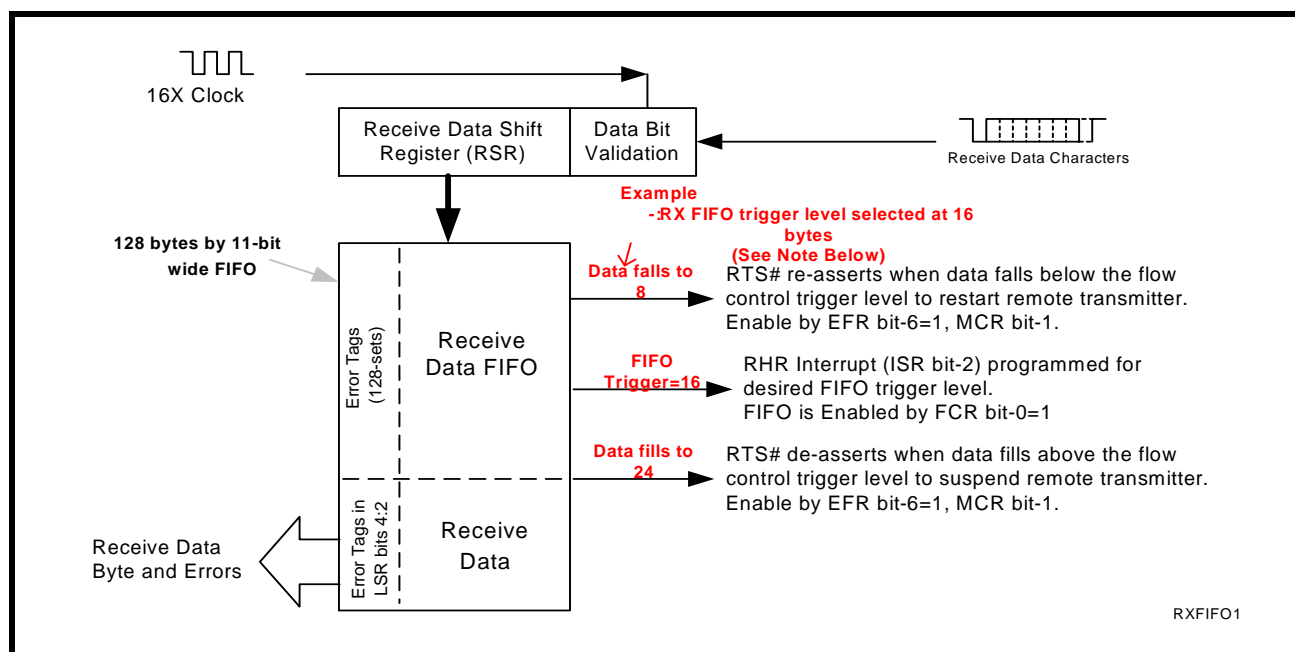 16X Clock
Receive Data Shift
Register (RSR)
Data Bit
Validation
Receive Data Characters
Example
-:RX FIFO trigger level selected at 16
bytes
(See Note Below)
128 bytes by 11-bit
wide FIFO
Data falls to
8
RTS# re-asserts when data falls below the flow
control trigger level to restart remote transmitter.
Enable by EFR bit-6=1, MCR bit-1.
Error Tags
(128-sets)
Receive
Data FIFO
FIFO
Trigger=16
RHR Interrupt (ISR bit-2) programmed for
desired FIFO trigger level.
FIFO is Enabled by FCR bit-0=1
Data fills to
24
RTS# de-asserts when data fills above the flow
control trigger level to suspend remote transmitter.
Enable by EFR bit-6=1, MCR bit-1.
Error Tags in
LSR bits 4:2
Receive
Data
Receive Data
Byte and Errors
RXFIFO1